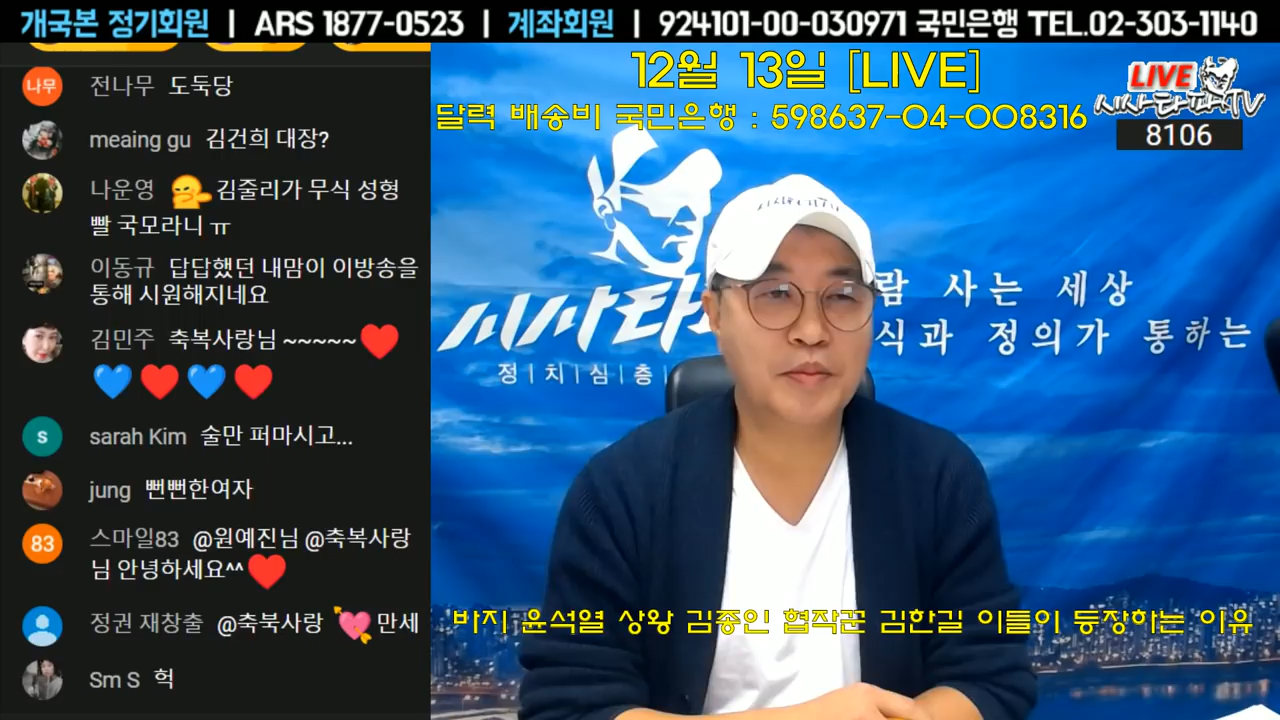 개국본 정기회원 | ARS 1877-0523 | 계좌회원 | 924101-00-030971 국민은행 TEL.02-303-1140
나무 전나무 도둑당
meaing gu 김건희 대장?
나운영 김줄리가 무식 성형
빨 국모라니 ㅠ
이동규 답답했던 내맘이 이방송을
통해 시원해지네요
김민주 축복사랑님 ~~~~~
s sarah Kim 술만 퍼마시고...
jung 뻔뻔한여자
83 스마일83 @원예진님 @축복사랑
님 안녕하세요^^
정권 재창출 @축북사랑 만세
Sm S 헉
12월 13일 [LIVE]
달력 배송비 국민은행 : 598637-04-008316
LIVE
시사타파TV
8106
시사타파TV
시사타
정|치|심|층|
람 사는 세상
식과 정의가 통하는
바지 윤석열 상왕 김종인 협작꾼 김한길 이들이 등장하는 이유